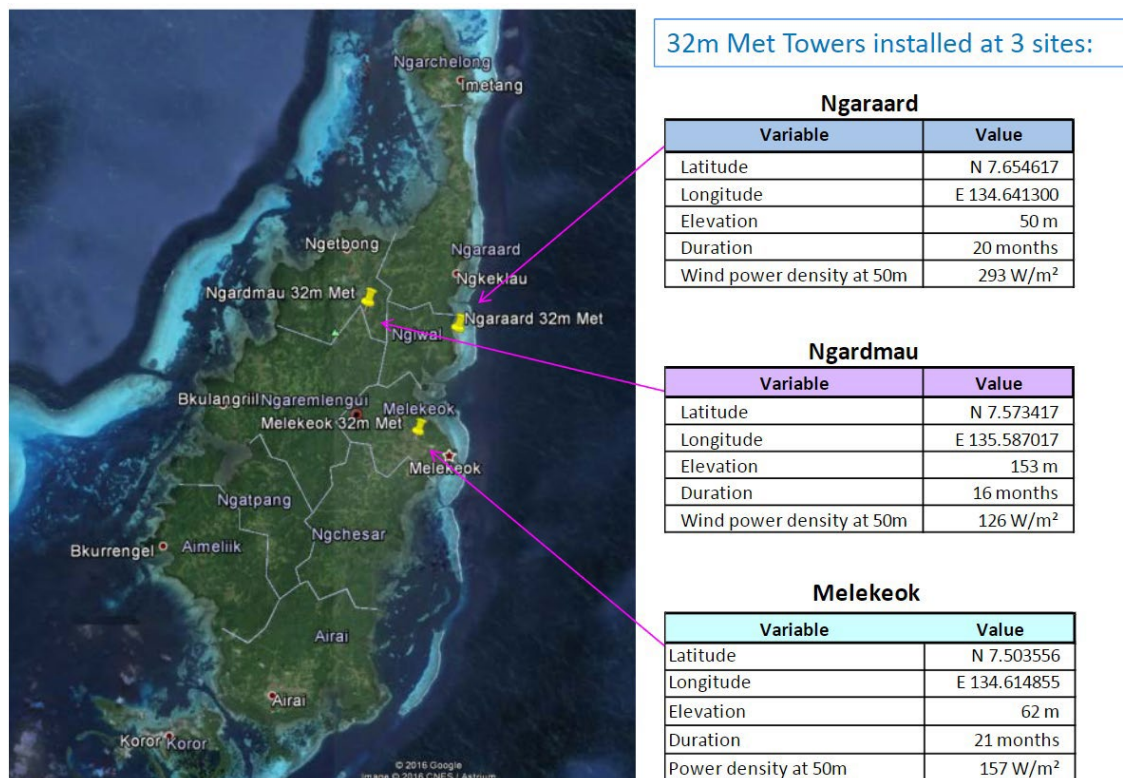 32m Met Towers installed at 3 sites:
Ngarchelong
Imetang
Ngetbong
Ngaraard
Ngkeklau
Ngardmau 32m Met
Ngaraard 32m Met
Ngiwal
Bkulangriil
Ngaremlengui
Melekeok
Melekeok 32m Met
Melekeok
Ngatpang
Ngchesar
Bkurrengel
Aimeliik
Airai
Airai
Koror
Koror
© 2016 Google
Image © 2016 CNES / Astrium
Ngaraard
Variable Value
Latitude N 7.654617
Longitude E 134.641300
Elevation 50 m
Duration 20 months
Wind power density at 50m 293 W/m²
Ngardmau
Variable Value
Latitude N 7.573417
Longitude E 135.587017
Elevation 153 m
Duration 16 months
Wind power density at 50m 126 W/m²
Melekeok
Variable Value
Latitude N 7.503556
Longitude E 134.614855
Elevation 62 m
Duration 21 months
Power density at 50m 157 W/m²